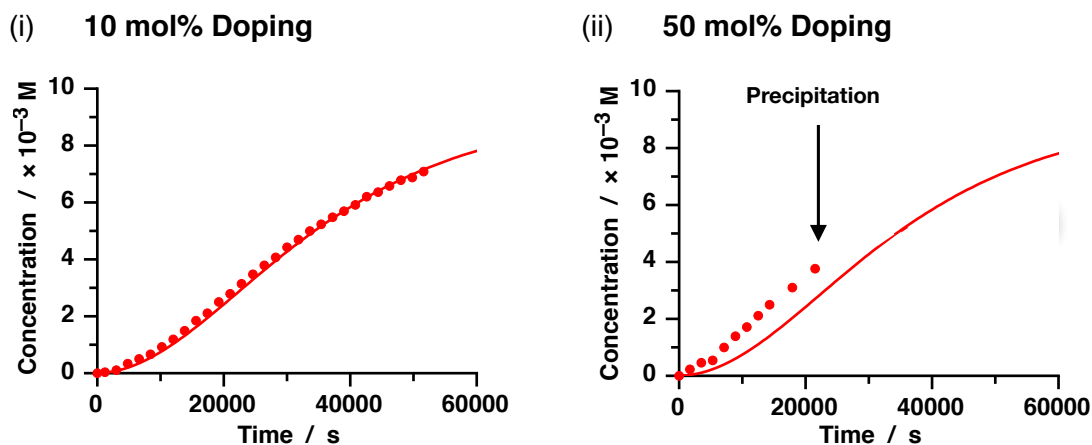 (i) 10 mol% Doping
Concentration / × 10⁻³ M
10
8
6
4
2
0
0 20000 40000 60000
Time / s
(ii) 50 mol% Doping
Concentration / × 10⁻³ M
10
8
6
4
2
0
Precipitation
0 20000 40000 60000
Time / s